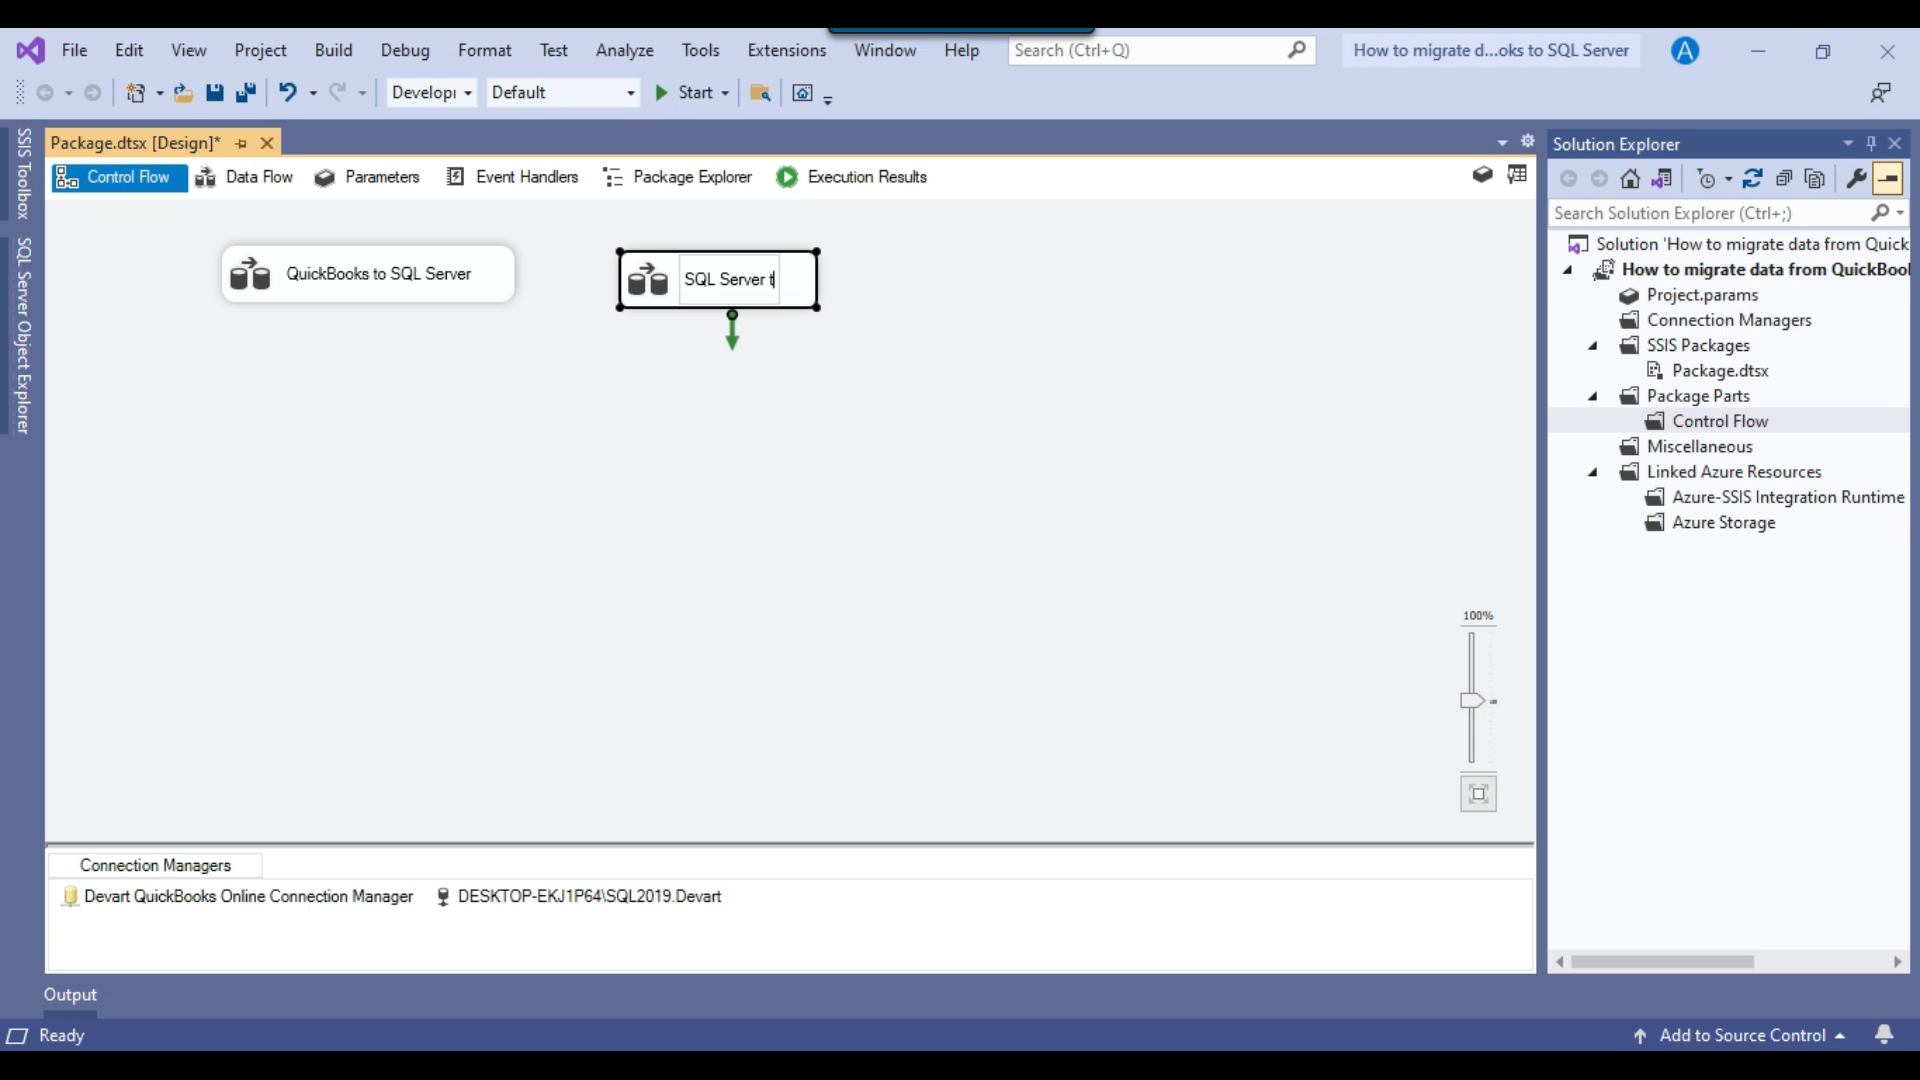 File Edit View Project Build Debug Format Test Analyze Tools Extensions Window Help Search (Ctrl+Q) How to migrate d...oks to SQL Server A
Developı Default Start
SSIS Toolbox
SQL Server Object Explorer
Package.dtsx [Design]*
Control Flow Data Flow Parameters Event Handlers Package Explorer Execution Results
QuickBooks to SQL Server
SQL Server t
100%
Connection Managers
Devart QuickBooks Online Connection Manager DESKTOP-EKJ1P64\SQL2019.Devart
Solution Explorer
Search Solution Explorer (Ctrl+;)
Solution 'How to migrate data from Quick
How to migrate data from QuickBool
Project.params
Connection Managers
SSIS Packages
Package.dtsx
Package Parts
Control Flow
Miscellaneous
Linked Azure Resources
Azure-SSIS Integration Runtime
Azure Storage
Output
Ready
Add to Source Control